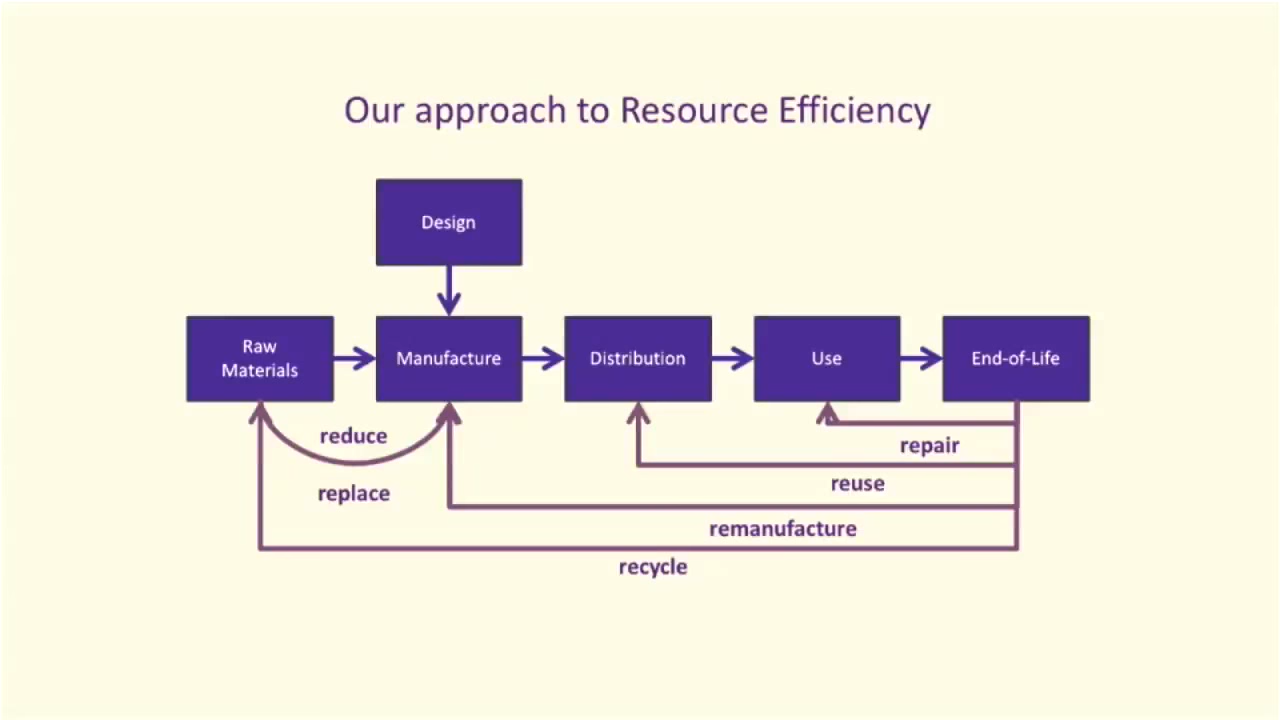 Our approach to Resource Efficiency
Design
Raw
Materials
Manufacture
Distribution
Use
End-of-Life
reduce
repair
replace
reuse
remanufacture
recycle